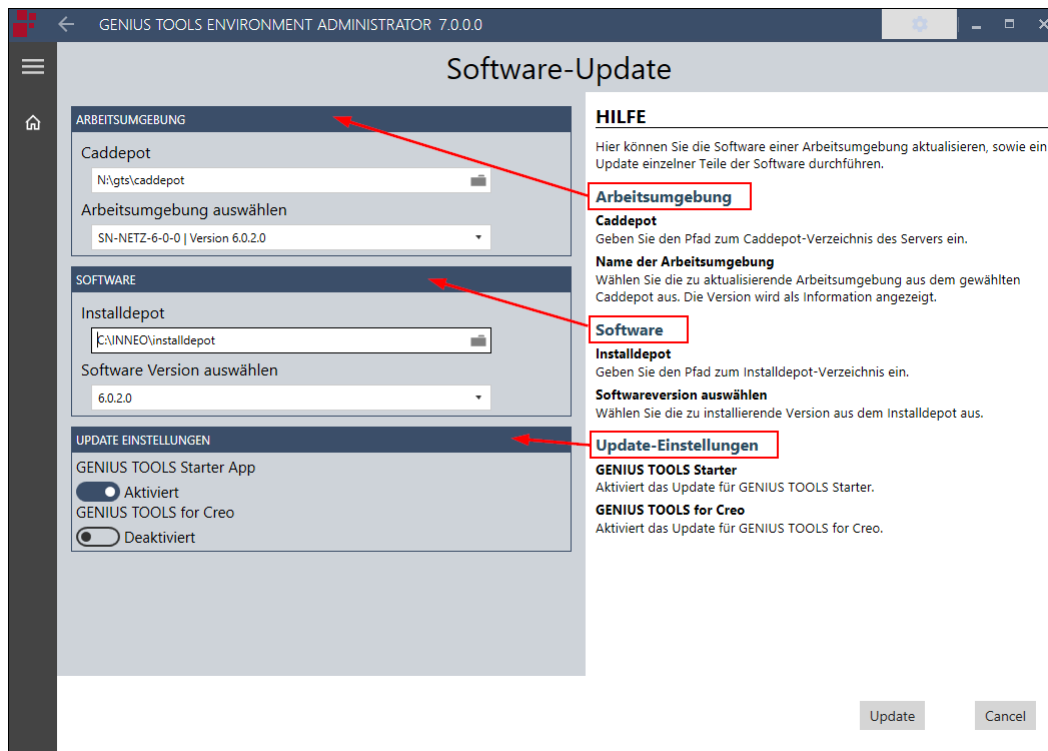 GENIUS TOOLS ENVIRONMENT ADMINISTRATOR 7.0.0.0
Software-Update
ARBEITSUMGEBUNG
Caddepot
N:\gts\caddepot
Arbeitsumgebung auswählen
SN-NETZ-6-0-0 | Version 6.0.2.0
SOFTWARE
Installdepot
C:\INNEO\installdepot
Software Version auswählen
6.0.2.0
UPDATE EINSTELLUNGEN
GENIUS TOOLS Starter App
Aktiviert
GENIUS TOOLS for Creo
Deaktiviert
HILFE
Hier können Sie die Software einer Arbeitsumgebung aktualisieren, sowie ein
Update einzelner Teile der Software durchführen.
Arbeitsumgebung
Caddepot
Geben Sie den Pfad zum Caddepot-Verzeichnis des Servers ein.
Name der Arbeitsumgebung
Wählen Sie die zu aktualisierende Arbeitsumgebung aus dem gewählten
Caddepot aus. Die Version wird als Information angezeigt.
Software
Installdepot
Geben Sie den Pfad zum Installdepot-Verzeichnis ein.
Softwareversion auswählen
Wählen Sie die zu installierende Version aus dem Installdepot aus.
Update-Einstellungen
GENIUS TOOLS Starter
Aktiviert das Update für GENIUS TOOLS Starter.
GENIUS TOOLS for Creo
Aktiviert das Update für GENIUS TOOLS for Creo.
Update
Cancel